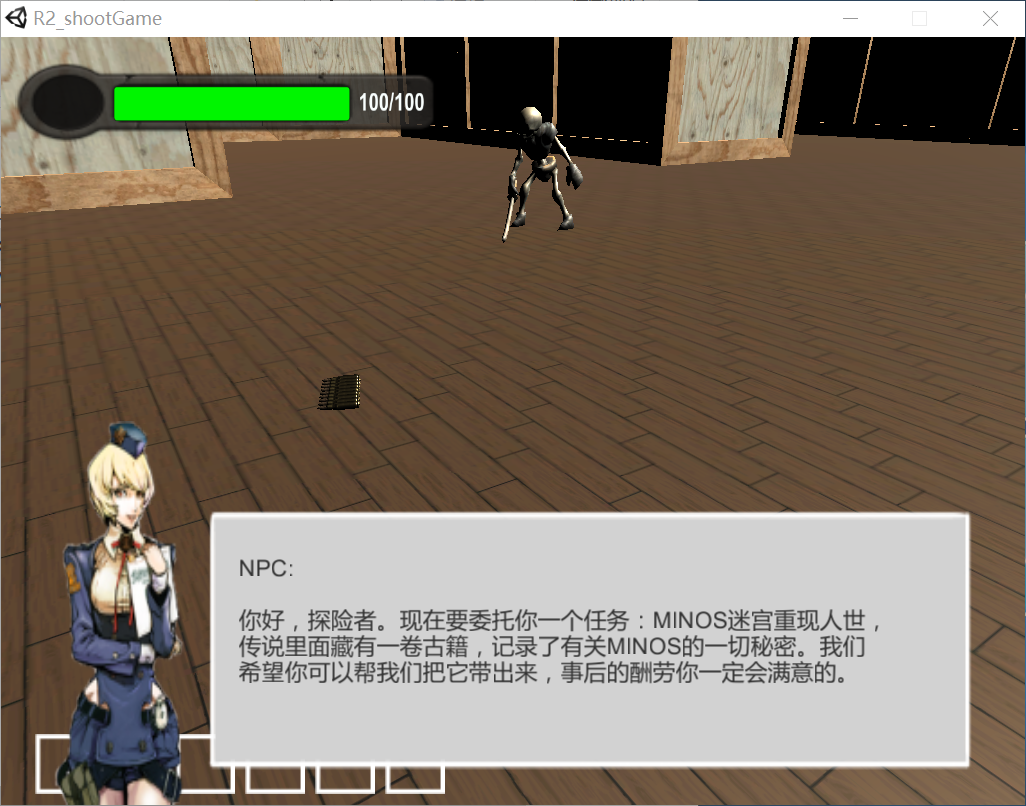 R2_shootGame
100/100
NPC:
你好，探险者。现在要委托你一个任务：MINOS迷宫重现人世，
传说里面藏有一卷古籍，记录了有关MINOS的一切秘密。我们
希望你可以帮我们把它带出来，事后的酬劳你一定会满意的。